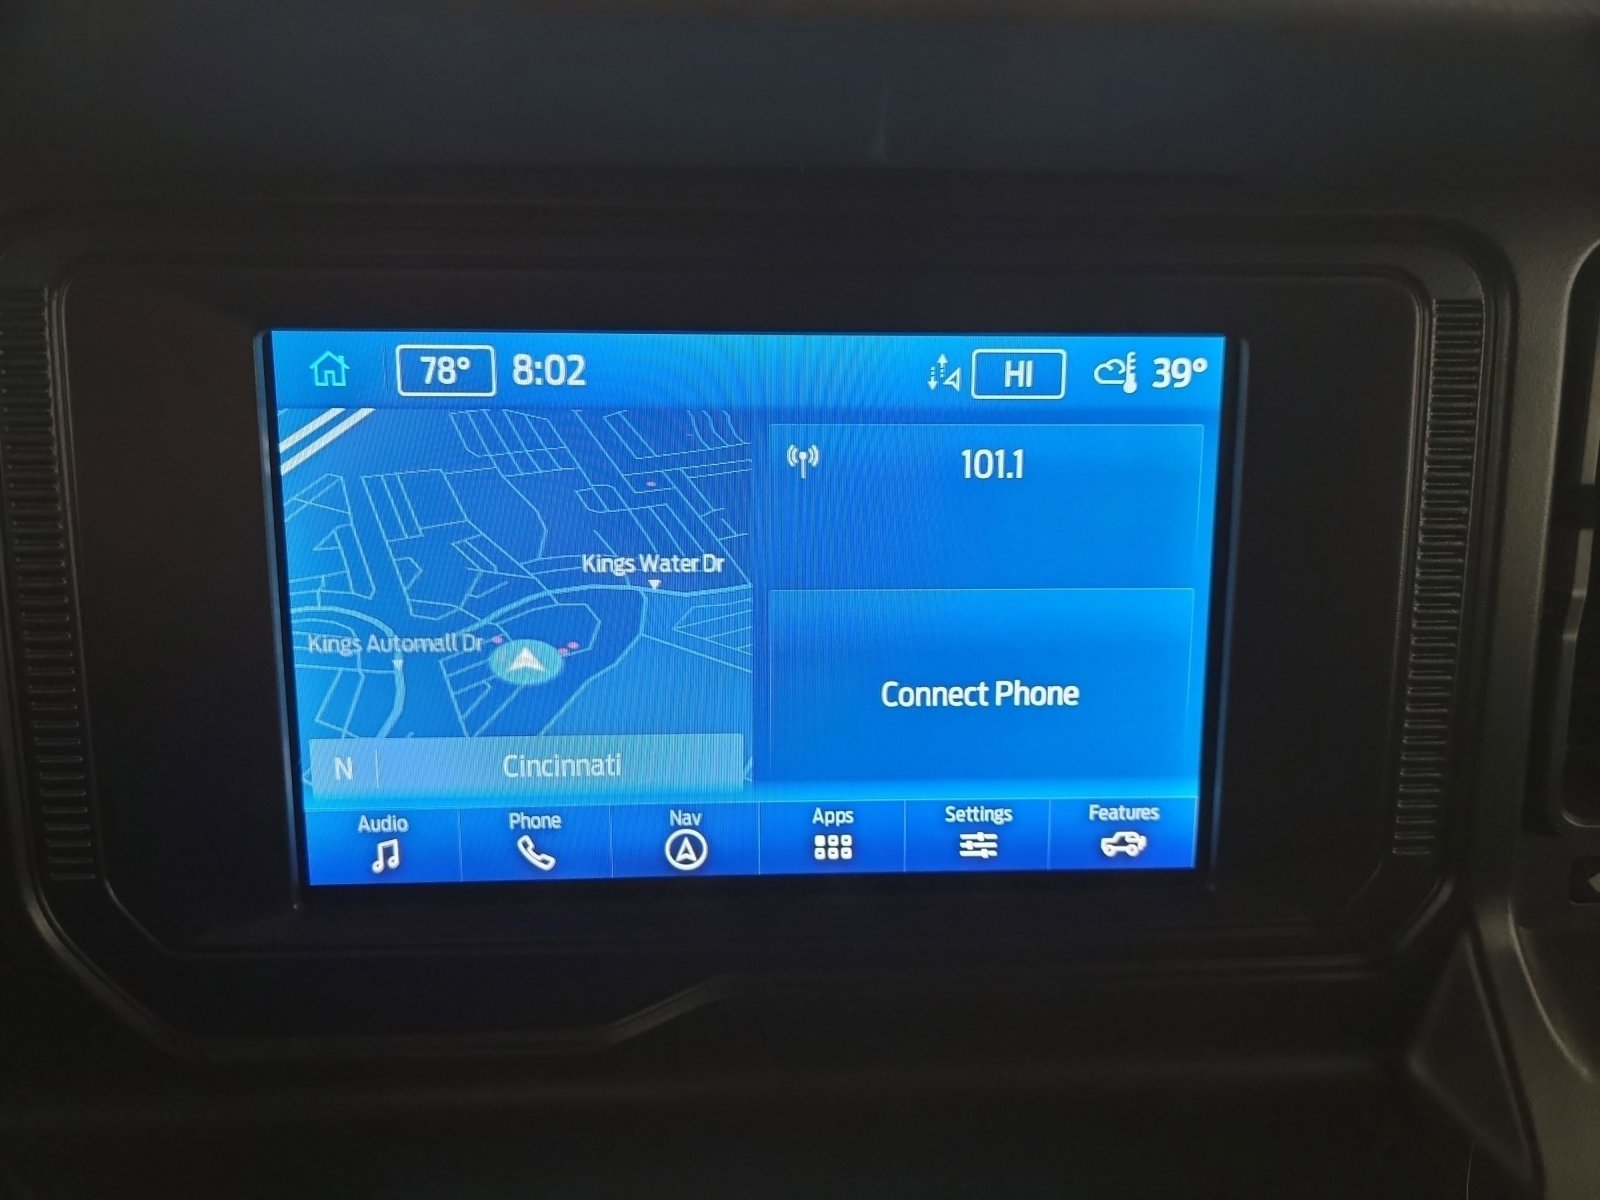 78° 8:02 HI 39°
101.1
Kings Water Dr
Kings Automall Dr
Connect Phone
N Cincinnati
Audio Phone Nav Apps Settings Features